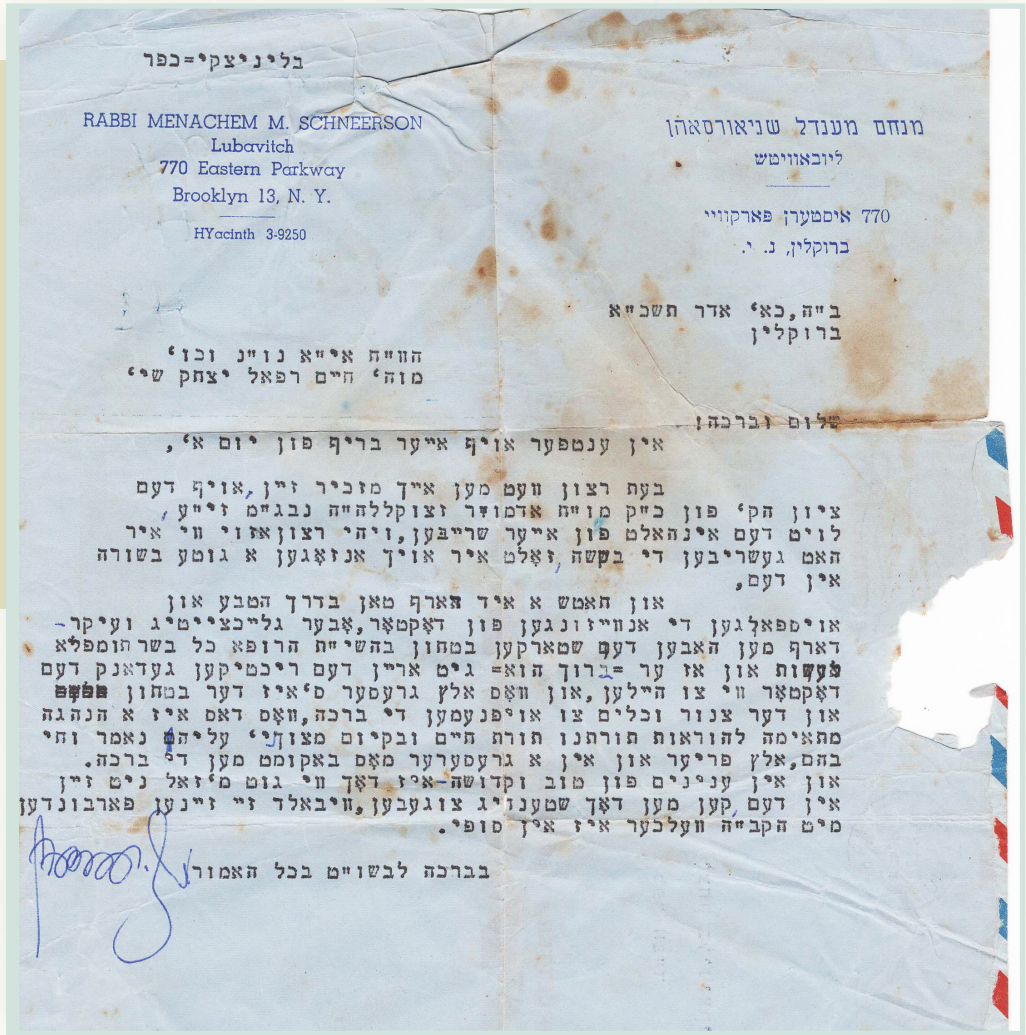 בליניצקי=כפר
RABBI MENACHEM M. SCHNEERSON
Lubavitch
770 Eastern Parkway
Brooklyn 13, N. Y.
HYacinth 3-9250
מנחם מענדל שניאורסאהן
ליובאוויטש
770 איסטערן פארקוויי
ברוקלין, נ. י.
ב"ה,כא' אדר תשכ"א
ברוקלין
הוו"ח אי"א נו"נ וכו'
מוה' חיים רפאל יצחק שי'
שלום וברכה!
אין ענטפער אויף אייער בריף פון יום א',
בעת רצון וועט מען אייך מזכיר זיין,אויף דעם
ציון הק' פון כ"ק מו"ח אדמו"ר זצוקללה"ה נבג"מ זי"ע,
לויט דעם אינהאלט פון אייער שרייבען,ויהי רצון אזוי ווי איר
האט געשריבען די בקשה,זאלט איר אויך אנזאגען א גוטע בשורה
אין דעם,
און חאטש א איד דארף טאן בדרך הטבע און
אויספאלגען די אנווייזונגען פון דאקטאר,אבער גלייכצייטיג ועיקר-
דארף מען האבען דעם שטארקען בטחון בהשי"ת הרופא כל בשר ומפלא
לעשות און אז ער =ברוך הוא= גיט אריין דעם ריכטיקען געדאנק דעם
דאקטאר ווי צו היילען,און וואס אלץ גרעסער ס'איז דער בטחון
און דער צנור וכלים צו אויפנעמען די ברכה,וואס דאס איז א הנהגה
מתאימה להוראות תורתנו תורת חיים ובקיום מצותי' עליהם נאמר וחי
בהם,אלץ פריער און אין א גרעסערער מאס באקומט מען די ברכה.
און אין ענינים פון טוב וקדושה-איז דאך ווי גוט מ'זאל ניט זיין
אין דעם,קען מען דאך שטענדיג צוגעבען,וויבאלד זיי זיינען פארבונדען
מיט הקב"ה וועלכער איז אין סופי.
בברכה לבשו"ט בכל האמור